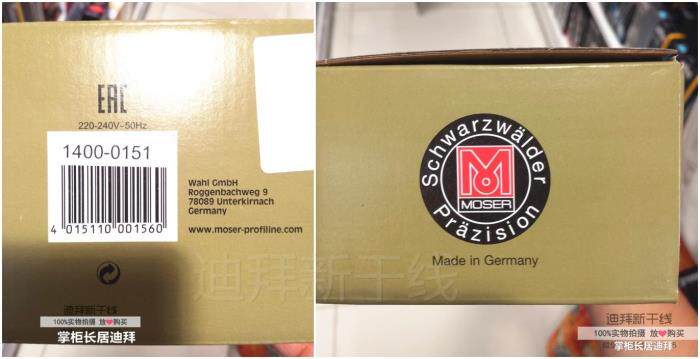 EAC
220-240V~50Hz
1400-0151
4 015110 001560
Wahl GmbH
Roggenbachweg 9
78089 Unterkirnach
Germany
www.moser-profiline.com
迪拜新干线
100%实物拍摄 放❤购买
掌柜长居迪拜
Schwarzwälder
MOSER
Präzision
Made in Germany
迪拜新干线
迪拜新干线
100%实物拍摄 放❤购买
掌柜长居迪拜